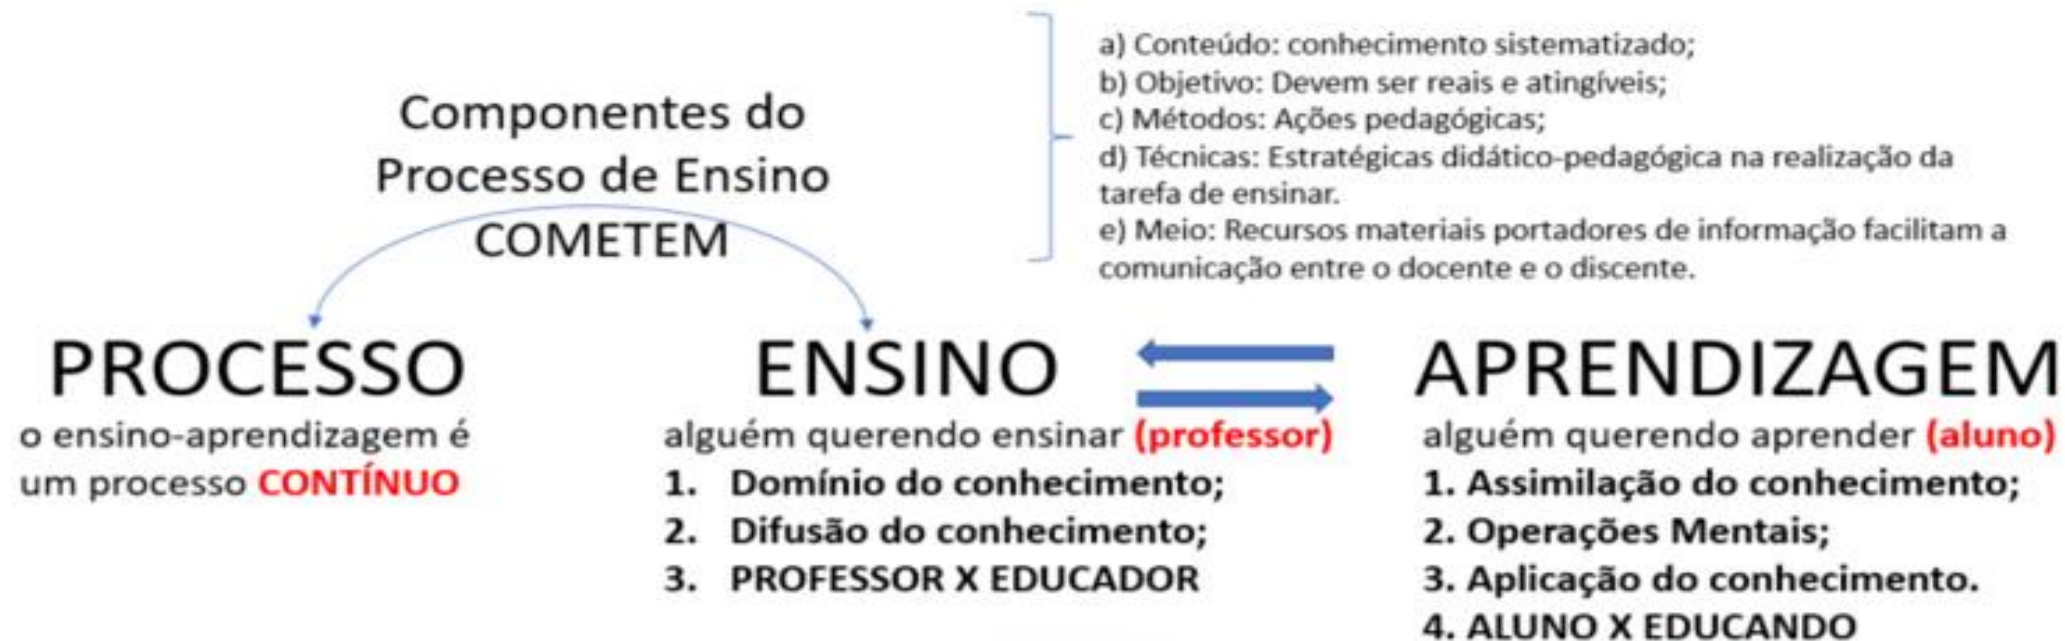 Componentes do
Processo de Ensino
COMETEM
a) Conteúdo: conhecimento sistematizado;
b) Objetivo: Devem ser reais e atingíveis;
c) Métodos: Ações pedagógicas;
d) Técnicas: Estratégicas didático-pedagógica na realização da
tarefa de ensinar.
e) Meio: Recursos materiais portadores de informação facilitam a
comunicação entre o docente e o discente.
PROCESSO
o ensino-aprendizagem é
um processo CONTÍNUO
ENSINO
alguém querendo ensinar (professor)
1. Domínio do conhecimento;
2. Difusão do conhecimento;
3. PROFESSOR X EDUCADOR
APRENDIZAGEM
alguém querendo aprender (aluno)
1. Assimilação do conhecimento;
2. Operações Mentais;
3. Aplicação do conhecimento.
4. ALUNO X EDUCANDO